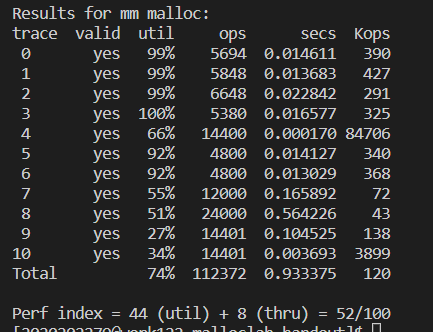 Results for mm malloc:
trace valid util ops secs Kops
0 yes 99% 5694 0.014611 390
1 yes 99% 5848 0.013683 427
2 yes 99% 6648 0.022842 291
3 yes 100% 5380 0.016577 325
4 yes 66% 14400 0.000170 84706
5 yes 92% 4800 0.014127 340
6 yes 92% 4800 0.013029 368
7 yes 55% 12000 0.165892 72
8 yes 51% 24000 0.564226 43
9 yes 27% 14401 0.104525 138
10 yes 34% 14401 0.003693 3899
Total 74% 112372 0.933375 120
Perf index = 44 (util) + 8 (thru) = 52/100